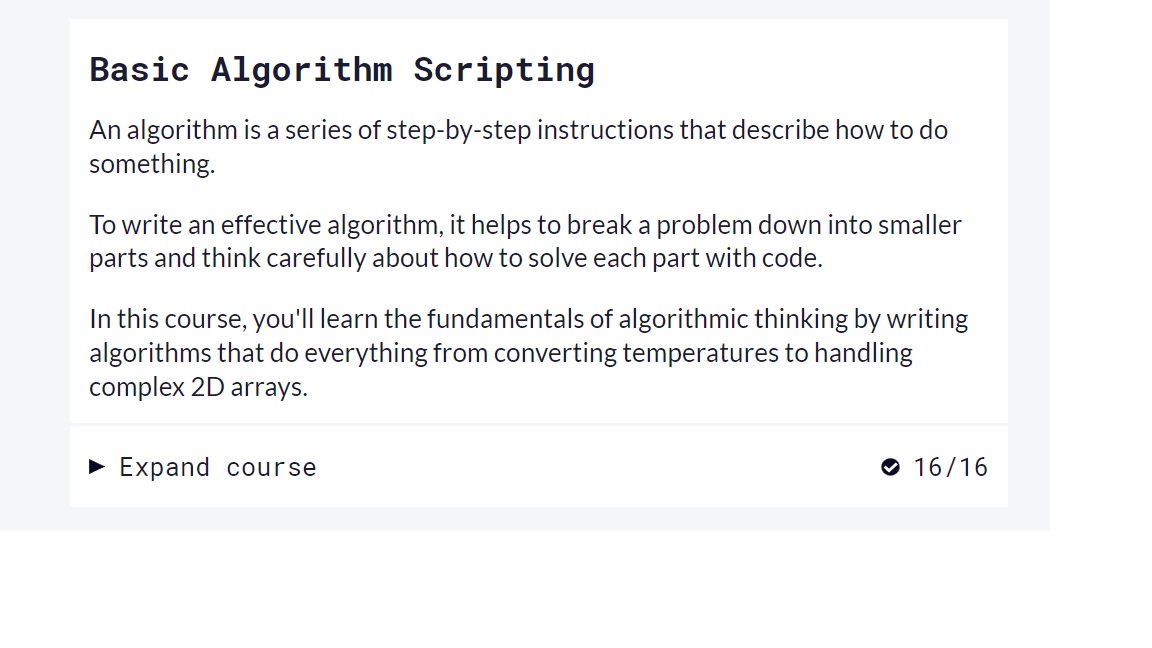 Basic Algorithm Scripting
An algorithm is a series of step-by-step instructions that describe how to do
something.
To write an effective algorithm, it helps to break a problem down into smaller
parts and think carefully about how to solve each part with code.
In this course, you'll learn the fundamentals of algorithmic thinking by writing
algorithms that do everything from converting temperatures to handling
complex 2D arrays.
Expand course 16/16